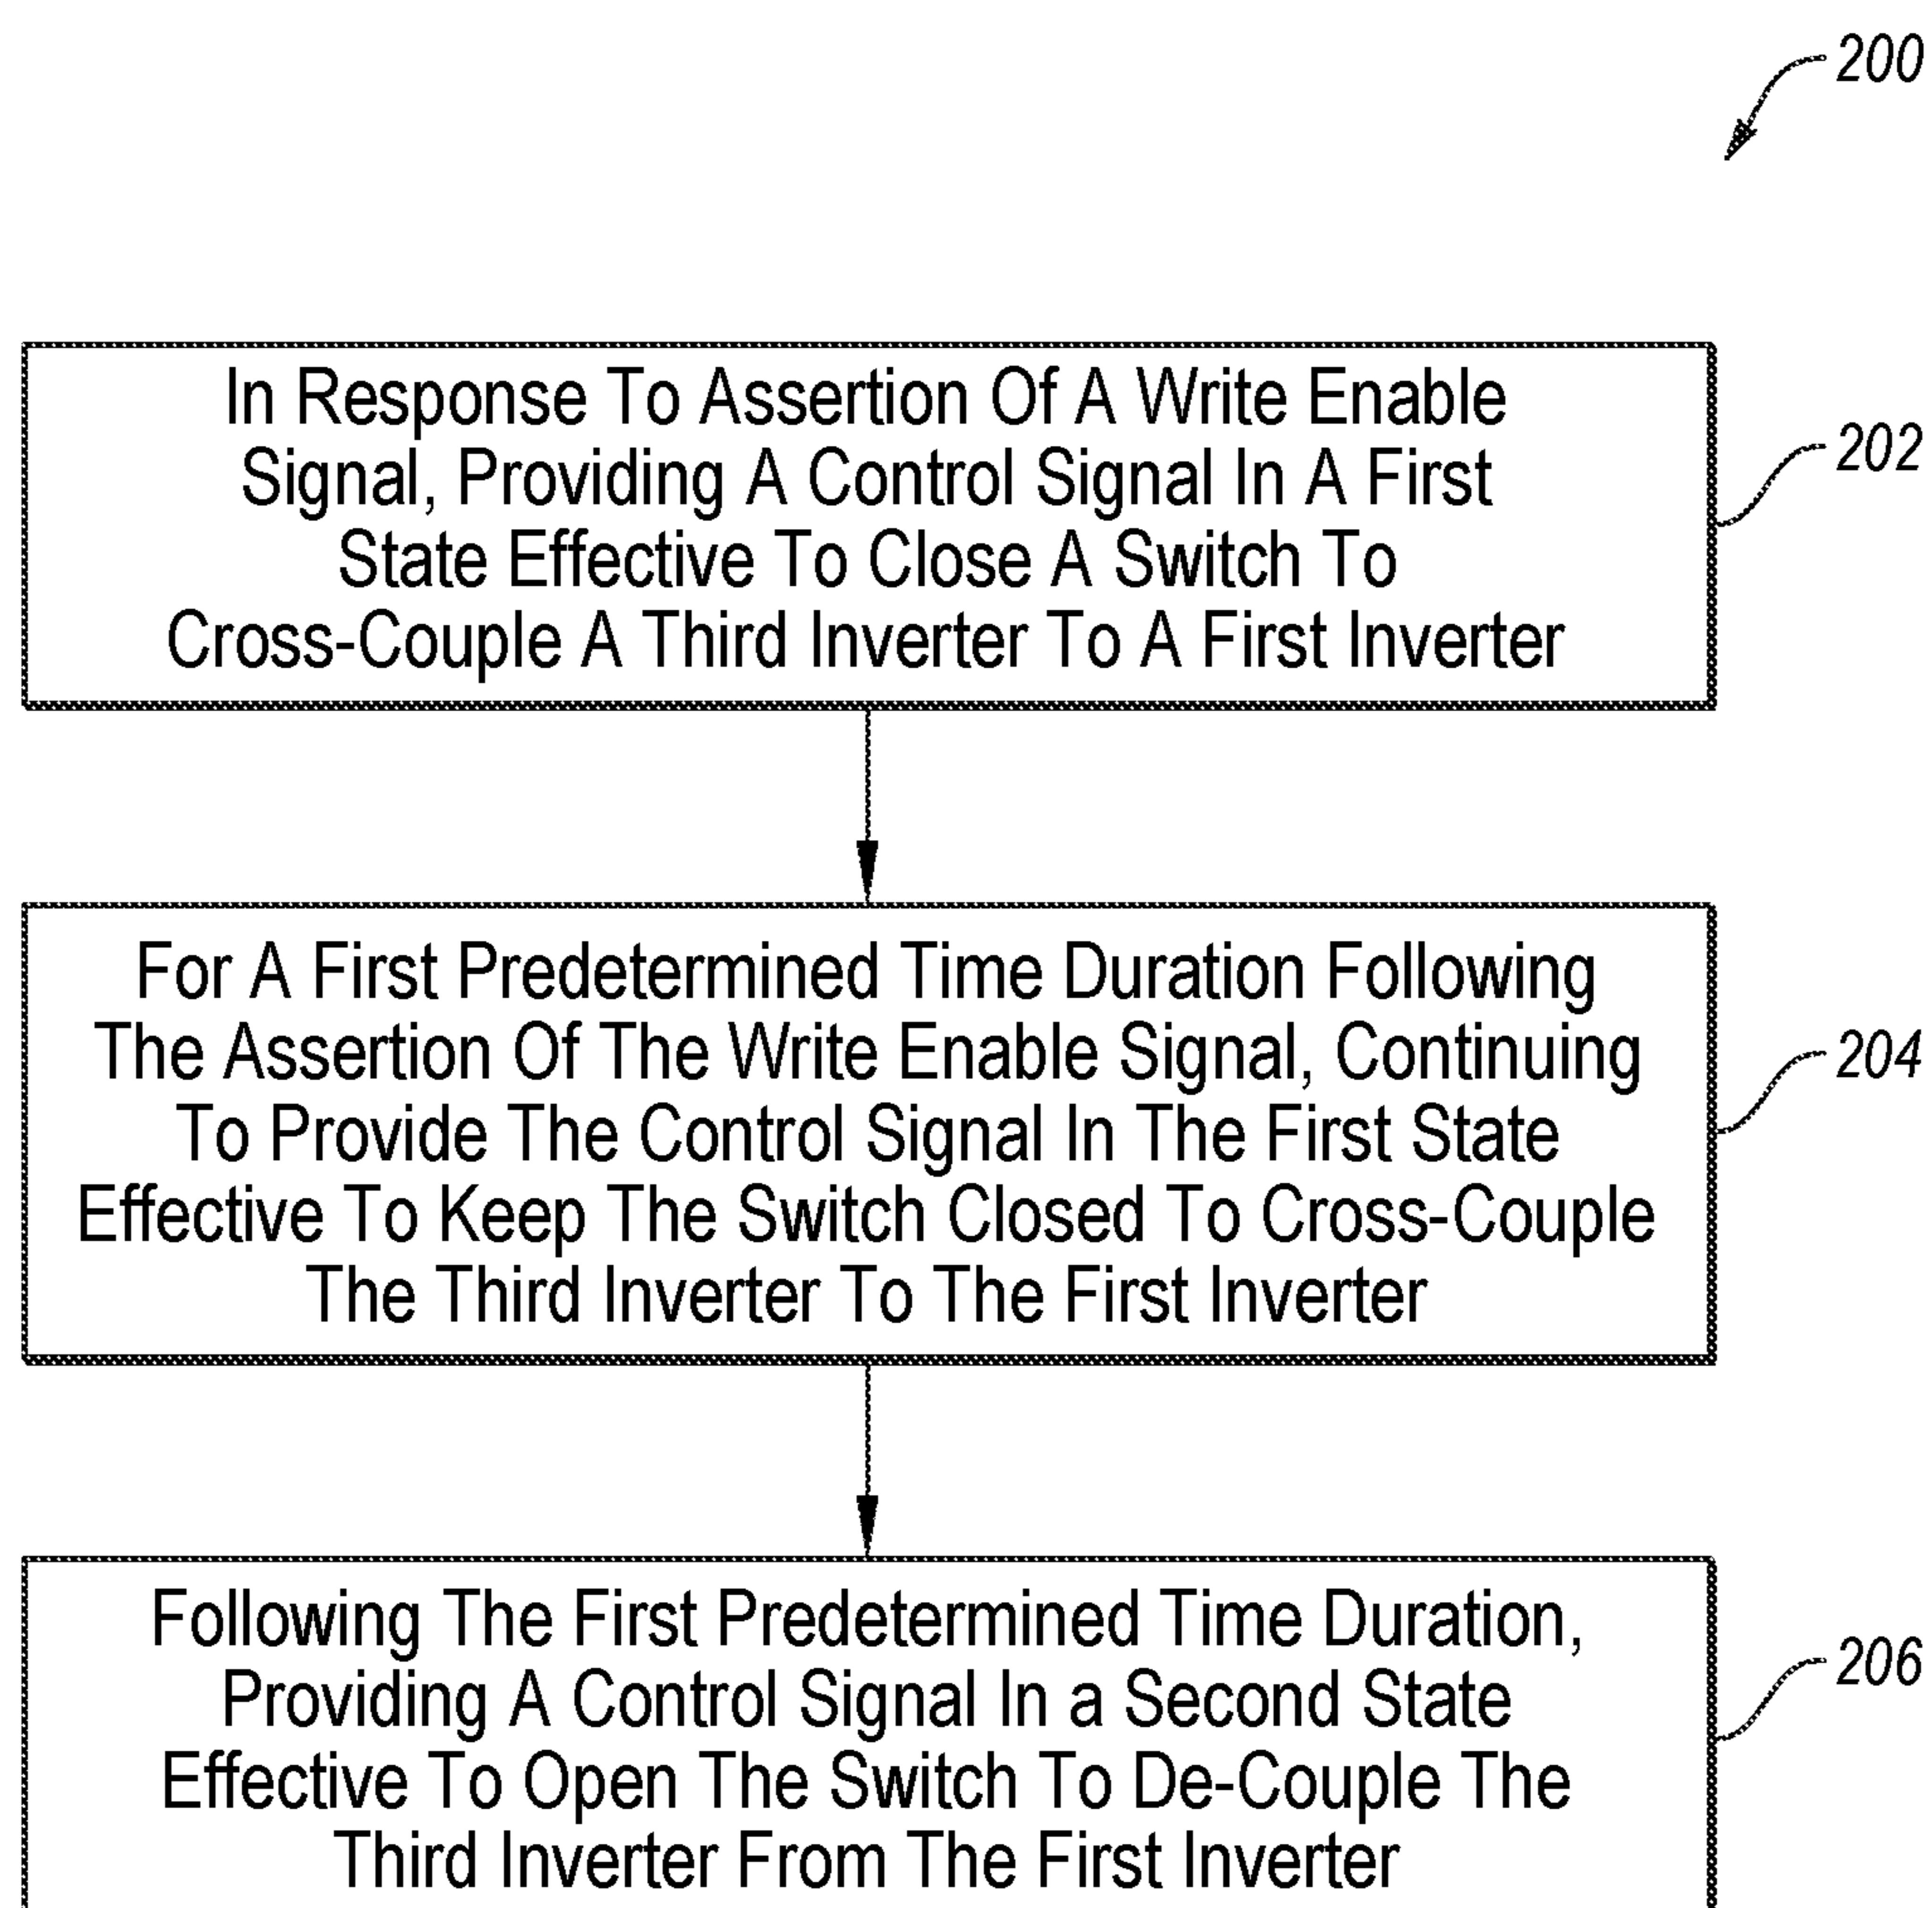 200
In Response To Assertion Of A Write Enable
Signal, Providing A Control Signal In A First
State Effective To Close A Switch To
Cross-Couple A Third Inverter To A First Inverter
202
For A First Predetermined Time Duration Following
The Assertion Of The Write Enable Signal, Continuing
To Provide The Control Signal In The First State
Effective To Keep The Switch Closed To Cross-Couple
The Third Inverter To The First Inverter
204
Following The First Predetermined Time Duration,
Providing A Control Signal In a Second State
Effective To Open The Switch To De-Couple The
Third Inverter From The First Inverter
206